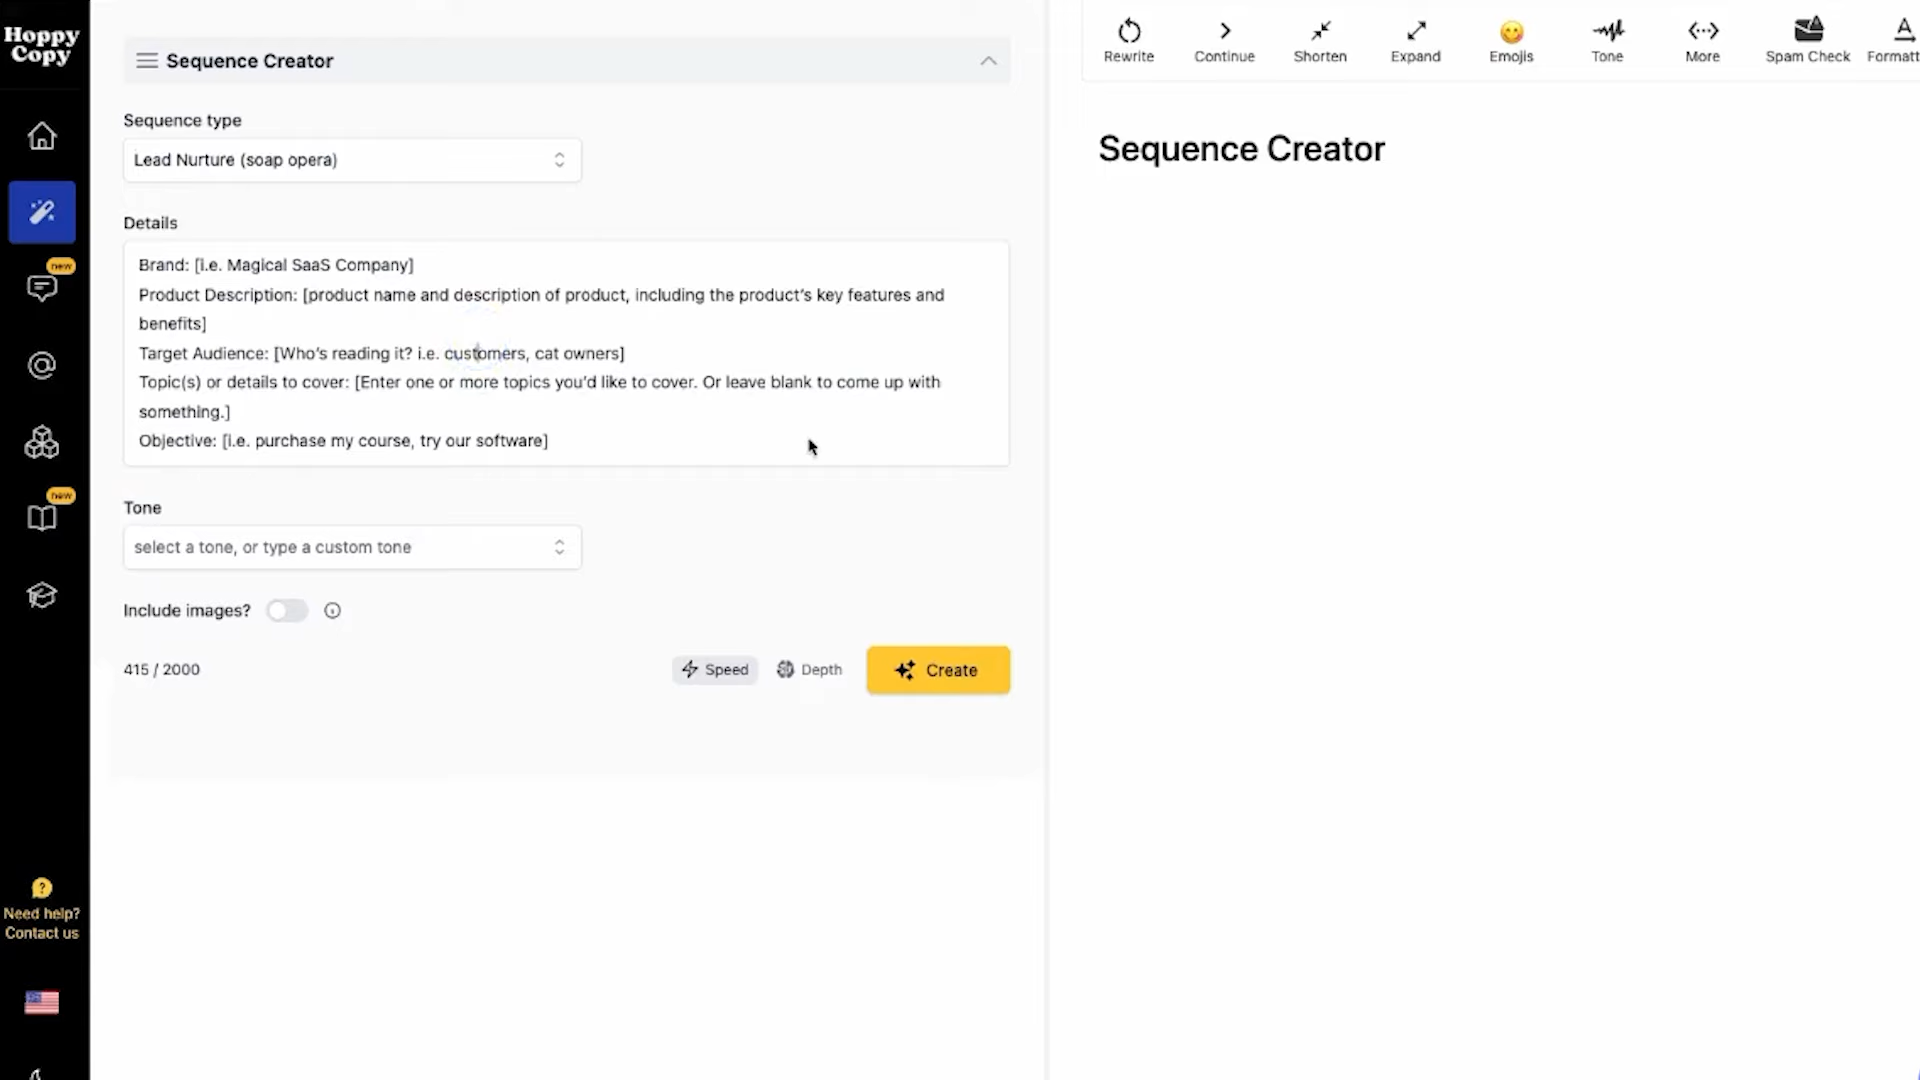 Hoppy
Copy
new
new
Need help?
Contact us
Sequence Creator
Sequence type
Lead Nurture (soap opera)
Details
Brand: [i.e. Magical SaaS Company]
Product Description: [product name and description of product, including the product's key features and
benefits]
Target Audience: [Who's reading it? i.e. customers, cat owners]
Topic(s) or details to cover: [Enter one or more topics you'd like to cover. Or leave blank to come up with
something.]
Objective: [i.e. purchase my course, try our software]
Tone
select a tone, or type a custom tone
Include images?
415 / 2000
Speed
Depth
Create
Rewrite
Continue
Shorten
Expand
Emojis
Tone
More
Spam Check
Formatt
Sequence Creator